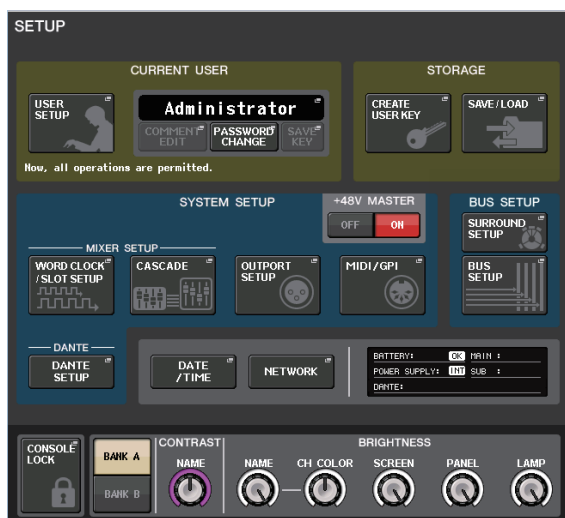 SETUP
CURRENT USER
STORAGE
USER
SETUP
Administrator
COMMENT
EDIT
PASSWORD
CHANGE
SAVE
KEY
Now, all operations are permitted.
CREATE
USER KEY
SAVE/LOAD
SYSTEM SETUP
+48V MASTER
OFF
ON
BUS SETUP
SURROUND
SETUP
MIXER SETUP
WORD CLOCK
/SLOT SETUP
CASCADE
OUTPORT
SETUP
MIDI/GPI
BUS
SETUP
DANTE
DANTE
SETUP
DATE
/TIME
NETWORK
BATTERY: OK MAIN :
POWER SUPPLY: INT SUB :
DANTE:
CONSOLE
LOCK
BANK A
BANK B
CONTRAST
NAME
BRIGHTNESS
NAME
CH COLOR
SCREEN
PANEL
LAMP